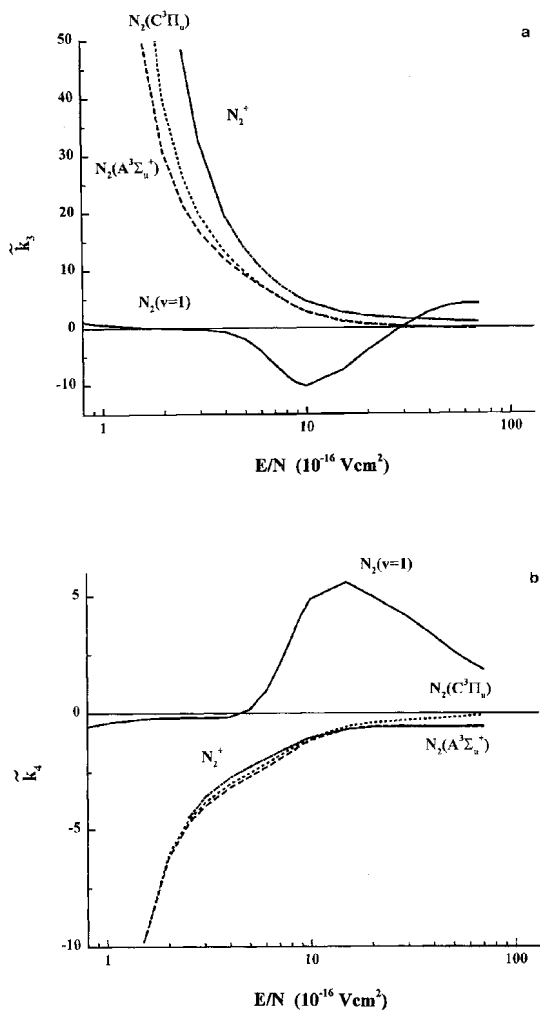 N₂(C³Πᵤ)
a
50
N₂⁺
40
30
N₂(A³Σᵤ⁺)
20
k̃₃
10
N₂(v=1)
0
-10
1
10
100
E/N (10⁻¹⁶ Vcm²)
b
N₂(v=1)
5
N₂(C³Πᵤ)
0
N₂(A³Σᵤ⁺)
N₂⁺
k̃₄
-5
-10
1
10
100
E/N (10⁻¹⁶ Vcm²)